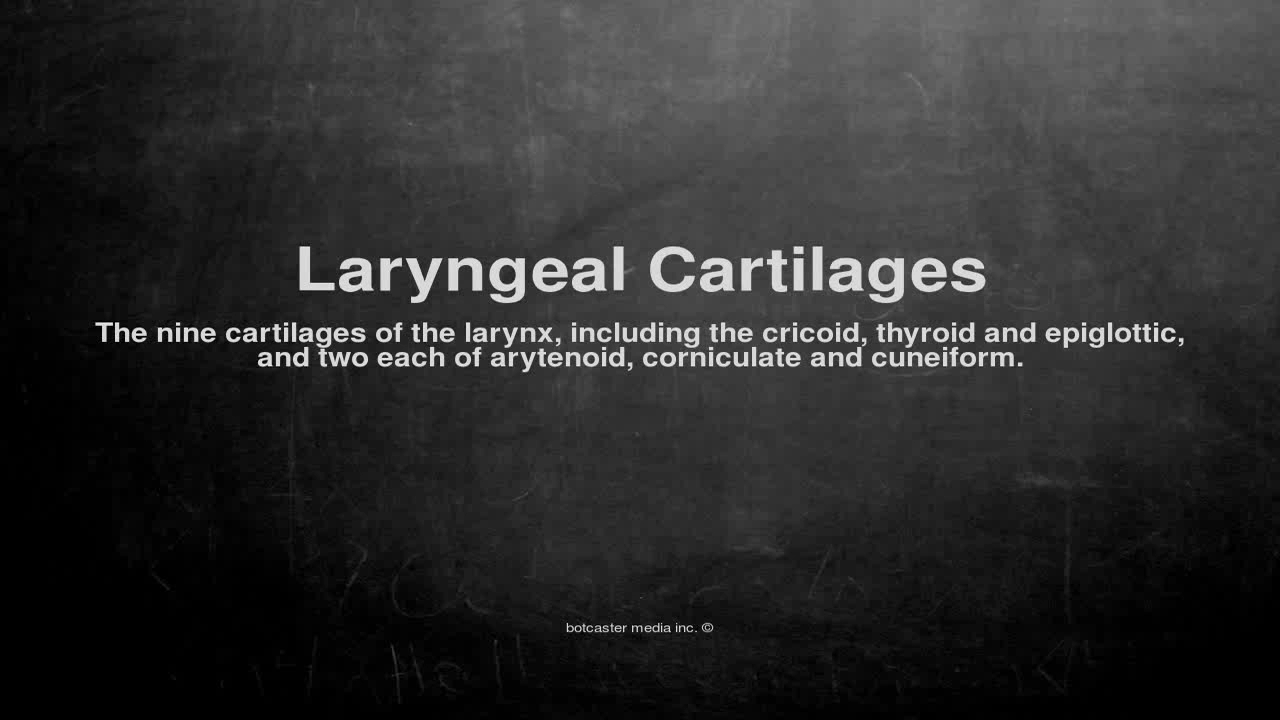 Laryngeal Cartilages
The nine cartilages of the larynx, including the cricoid, thyroid and epiglottic,
and two each of arytenoid, corniculate and cuneiform.
botcaster media inc. ©